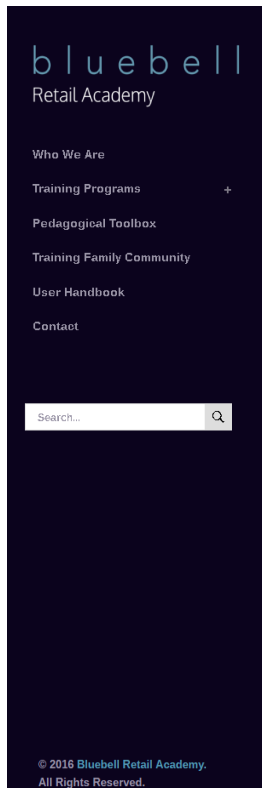 bluebell
Retail Academy
Who We Are
Training Programs +
Pedagogical Toolbox
Training Family Community
User Handbook
Contact
Search...
© 2016 Bluebell Retail Academy.
All Rights Reserved.